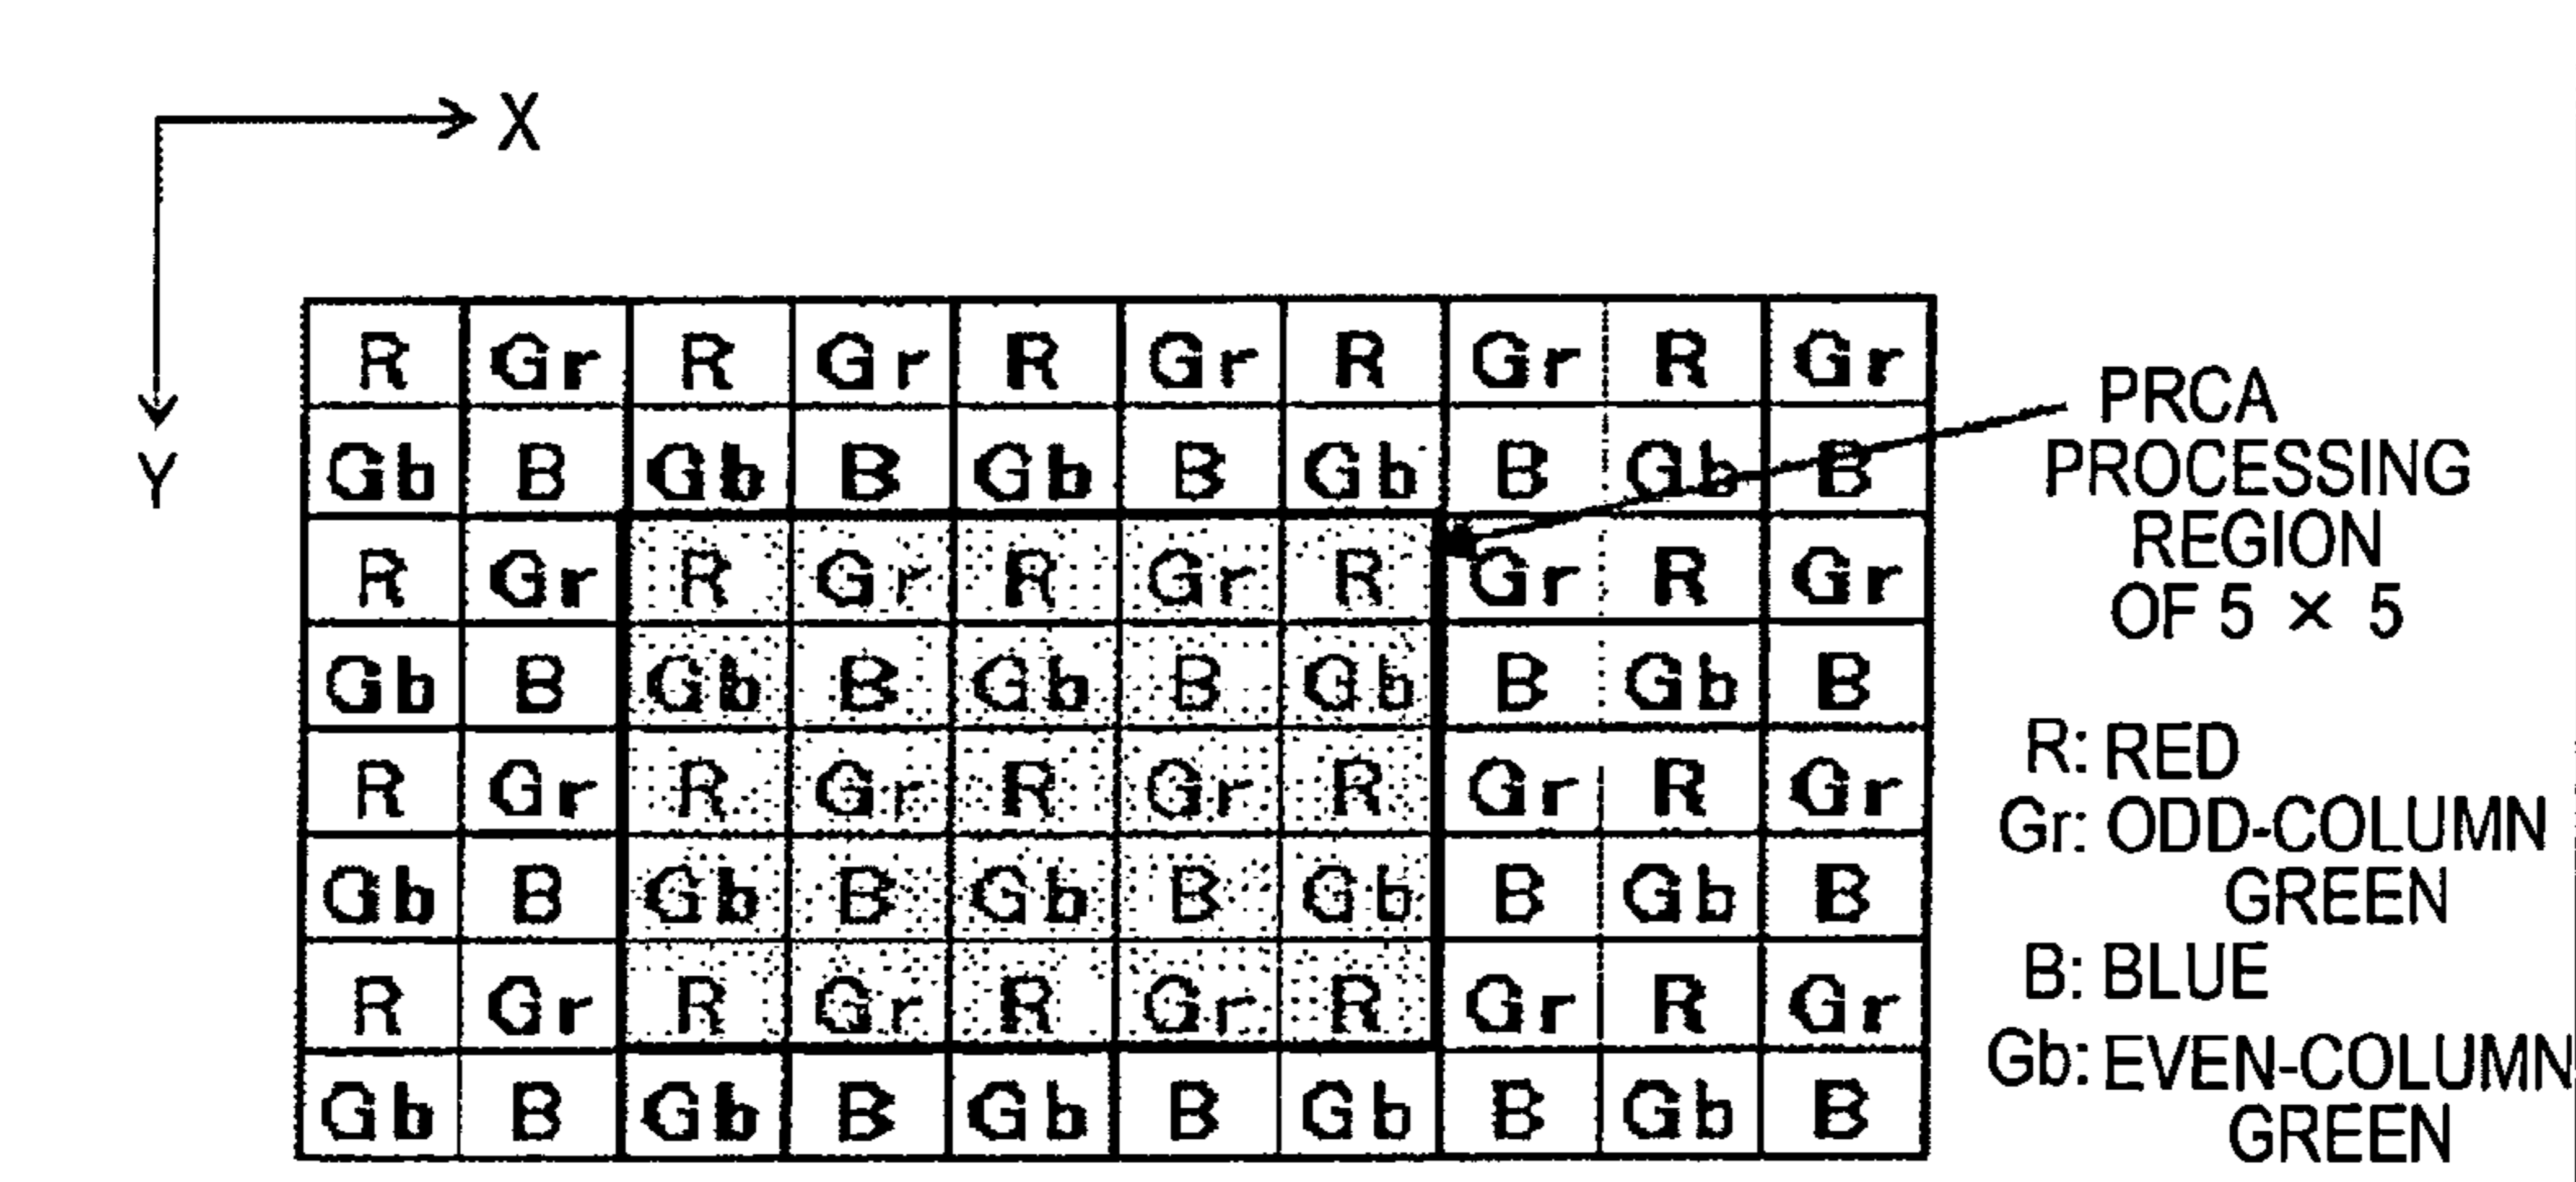 X
Y
R Gr R Gr R Gr R Gr R Gr
Gb B Gb B Gb B Gb B Gb B
R Gr R Gr R Gr R Gr R Gr
Gb B Gb B Gb B Gb B Gb B
R Gr R Gr R Gr R Gr R Gr
Gb B Gb B Gb B Gb B Gb B
R Gr R Gr R Gr R Gr R Gr
Gb B Gb B Gb B Gb B Gb B
PRCA
PROCESSING
REGION
OF 5 × 5
R: RED
Gr: ODD-COLUMN
GREEN
B: BLUE
Gb: EVEN-COLUMN
GREEN